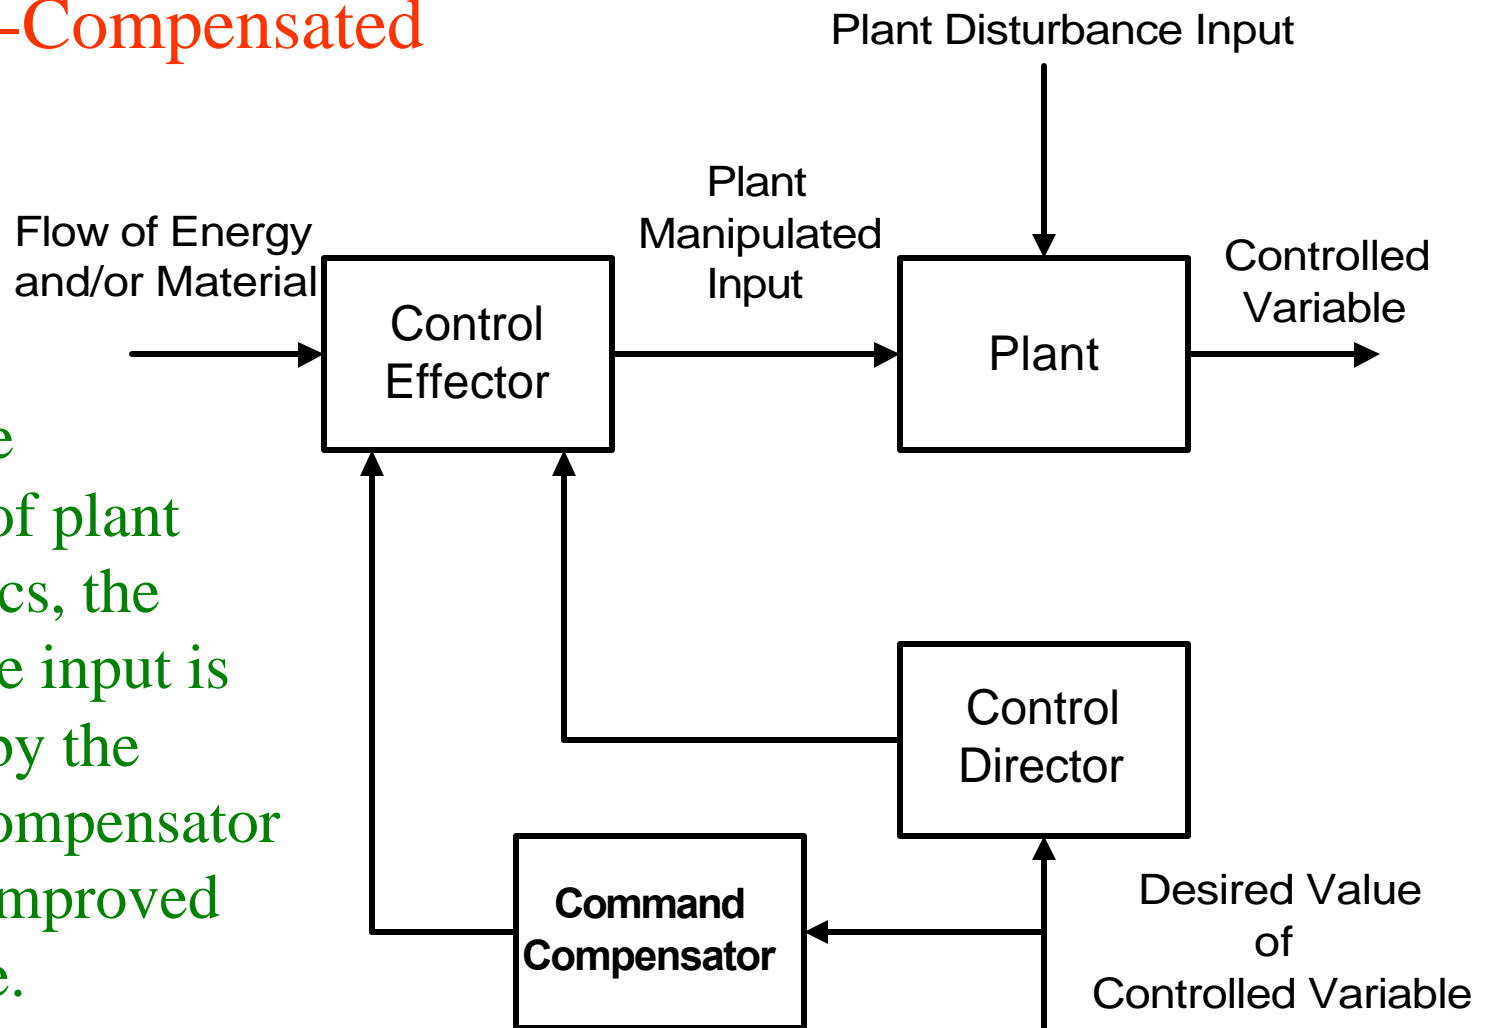 -Compensated
Plant Disturbance Input
Flow of Energy
and/or Material
Control
Effector
Plant
Manipulated
Input
Plant
Controlled
Variable
of plant
cs, the
e input is
by the
ompensator
mproved
e.
Control
Director
Command
Compensator
Desired Value
of
Controlled Variable